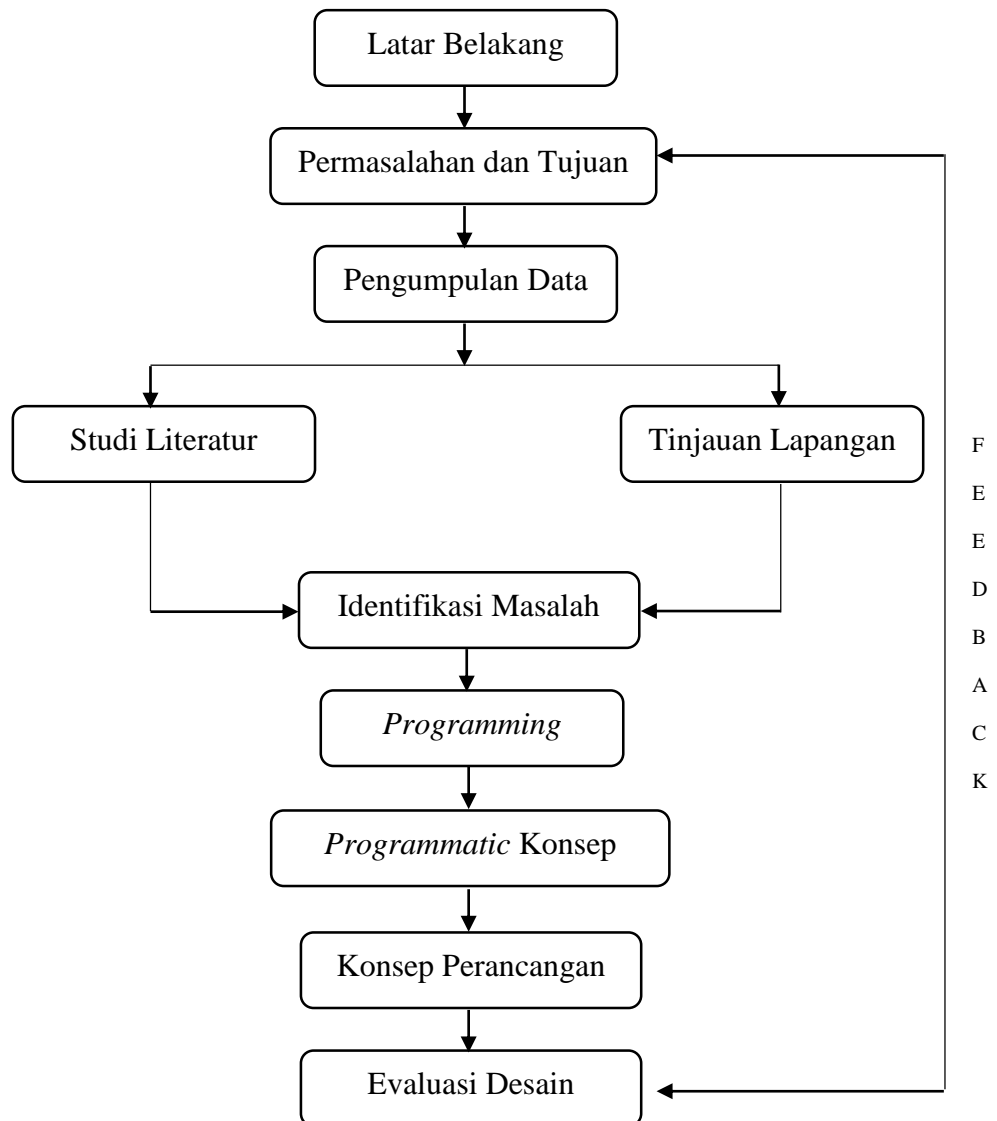 Latar Belakang
Permasalahan dan Tujuan
Pengumpulan Data
Studi Literatur
Tinjauan Lapangan
Identifikasi Masalah
Programming
Programmatic Konsep
Konsep Perancangan
Evaluasi Desain
F
E
E
D
B
A
C
K